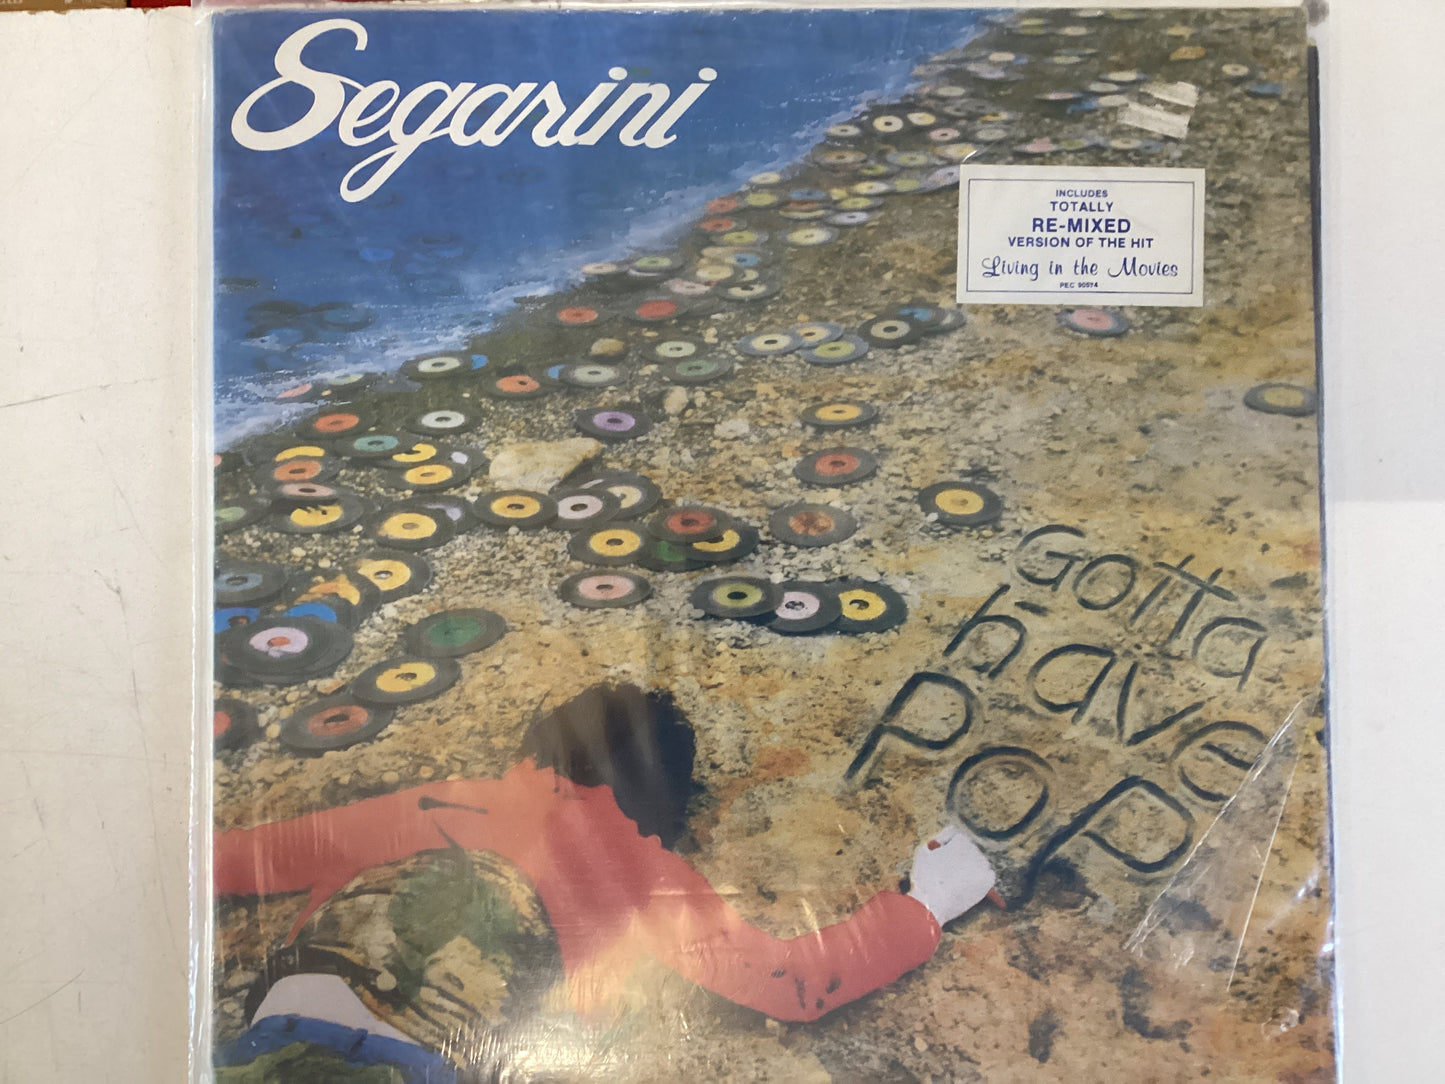 Segarini
INCLUDES
TOTALLY
RE-MIXED
VERSION OF THE HIT
Living in the Movies
PEC 90574
Gotta
have
POP